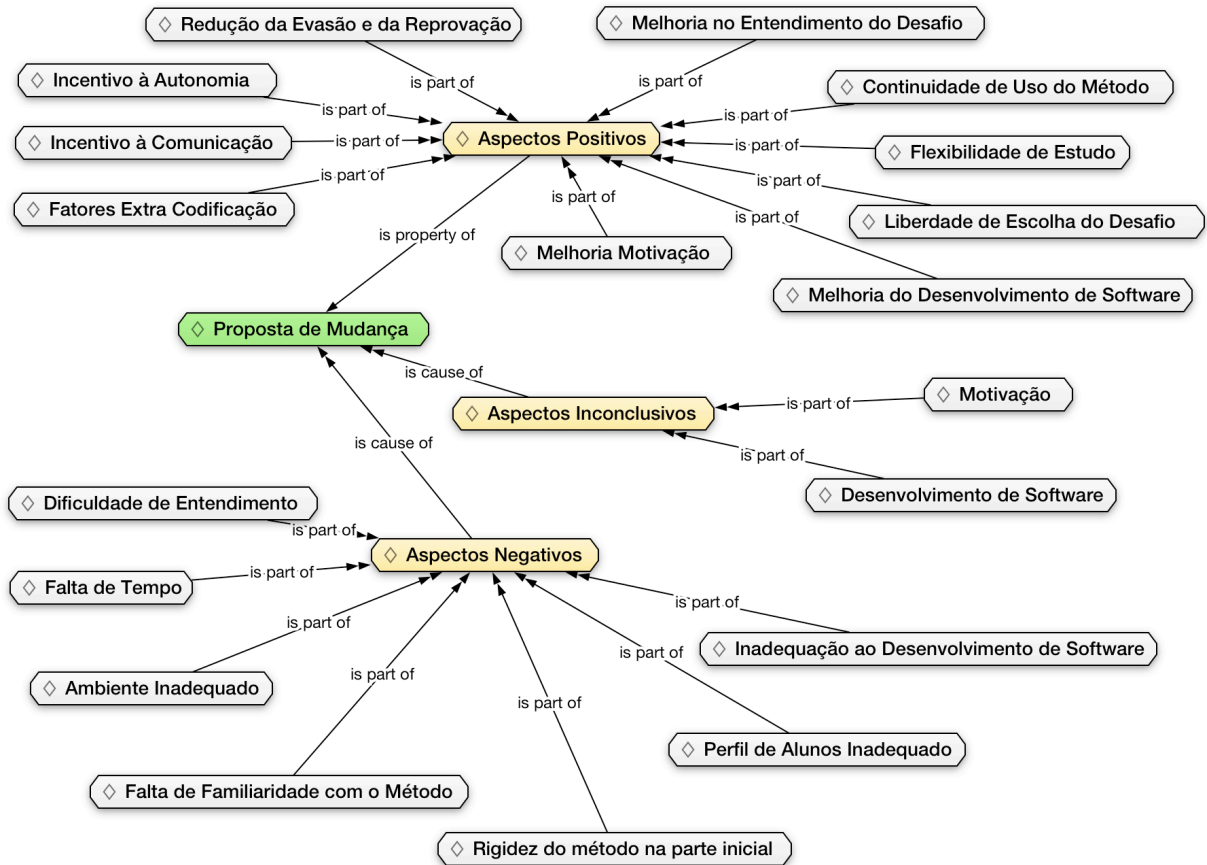 Redução da Evasão e da Reprovação
Melhoria no Entendimento do Desafio
Incentivo à Autonomia
is part of
is part of
Continuidade de Uso do Método
is part of
is part of
Incentivo à Comunicação
is part of
Aspectos Positivos
is part of
Flexibilidade de Estudo
is part of
is part of
Fatores Extra Codificação
is part of
is part of
Liberdade de Escolha do Desafio
is property of
Melhoria Motivação
Melhoria do Desenvolvimento de Software
Proposta de Mudança
is cause of
Aspectos Inconclusivos
is part of
Motivação
is cause of
is part of
Desenvolvimento de Software
Dificuldade de Entendimento
is part of
Aspectos Negativos
Falta de Tempo
is part of
is part of
is part of
Inadequação ao Desenvolvimento de Software
is part of
Ambiente Inadequado
is part of
is part of
Perfil de Alunos Inadequado
Falta de Familiaridade com o Método
Rigidez do método na parte inicial